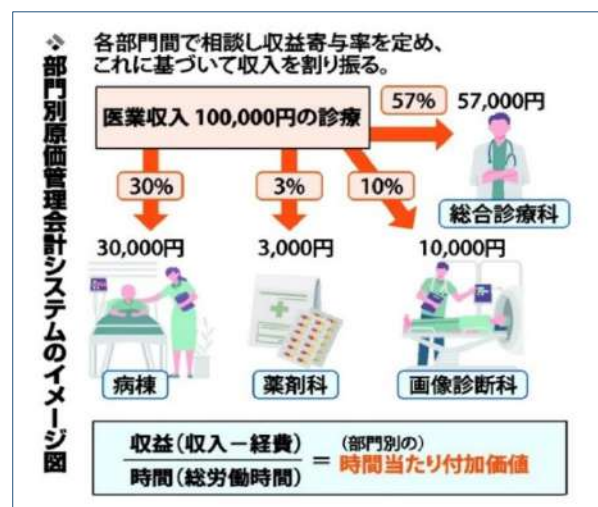 部門別原価管理会計システムのイメージ図
各部門間で相談し収益寄与率を定め、
これに基づいて収入を割り振る。
医業収入 100,000円の診療
57%
57,000円
総合診療科
30%
3%
10%
30,000円
3,000円
10,000円
病棟
薬剤科
画像診断科
収益(収入－経費)
時間(総労働時間)
=
(部門別の)
時間当たり付加価値